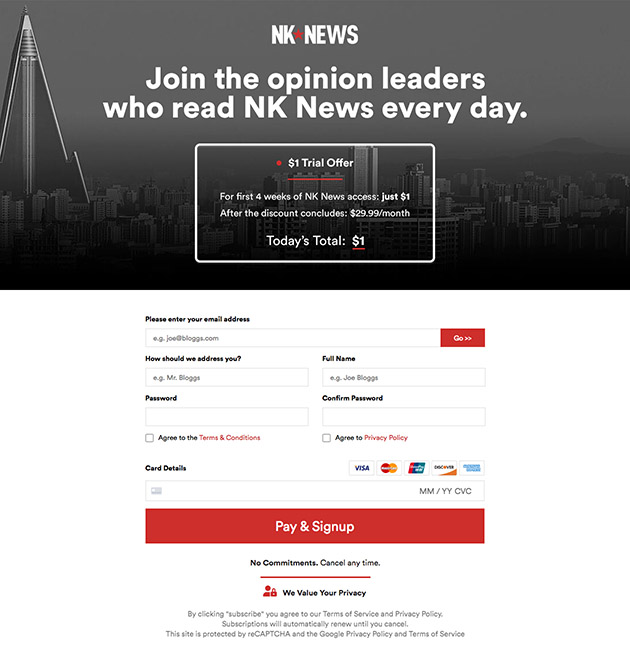 NK NEWS
Join the opinion leaders
who read NK News every day.
$1 Trial Offer
For first 4 weeks of NK News access: just $1
After the discount concludes: $29.99/month
Today's Total: $1
Please enter your email address
e.g. joe@bloggs.com
Go >>
How should we address you? Full Name
e.g. Mr. Bloggs e.g. Joe Bloggs
Password Confirm Password
Agree to the Terms & Conditions Agree to Privacy Policy
Card Details VISA MasterCard UnionPay DISCOVER AMERICAN EXPRESS
MM / YY CVC
Pay & Signup
No Commitments. Cancel any time.
We Value Your Privacy
By clicking "subscribe" you agree to our Terms of Service and Privacy Policy.
Subscriptions will automatically renew until you cancel.
This site is protected by reCAPTCHA and the Google Privacy Policy and Terms of Service